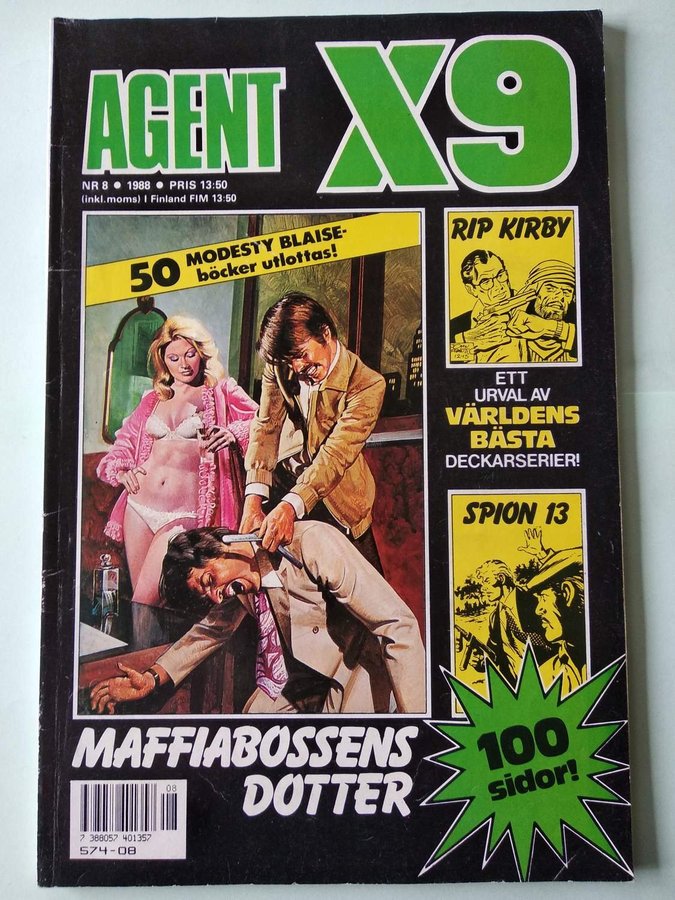 AGENT X9
NR 8 • 1988 • PRIS 13:50
(inkl.moms) I Finland FIM 13:50
50 MODESTY BLAISE-
böcker utlottas!
RIP KIRBY
ETT
URVAL AV
VÄRLDENS
BÄSTA
DECKARSERIER!
SPION 13
MAFFIABOSSENS
DOTTER
100
sidor!
08
7 388057 401357
574-08